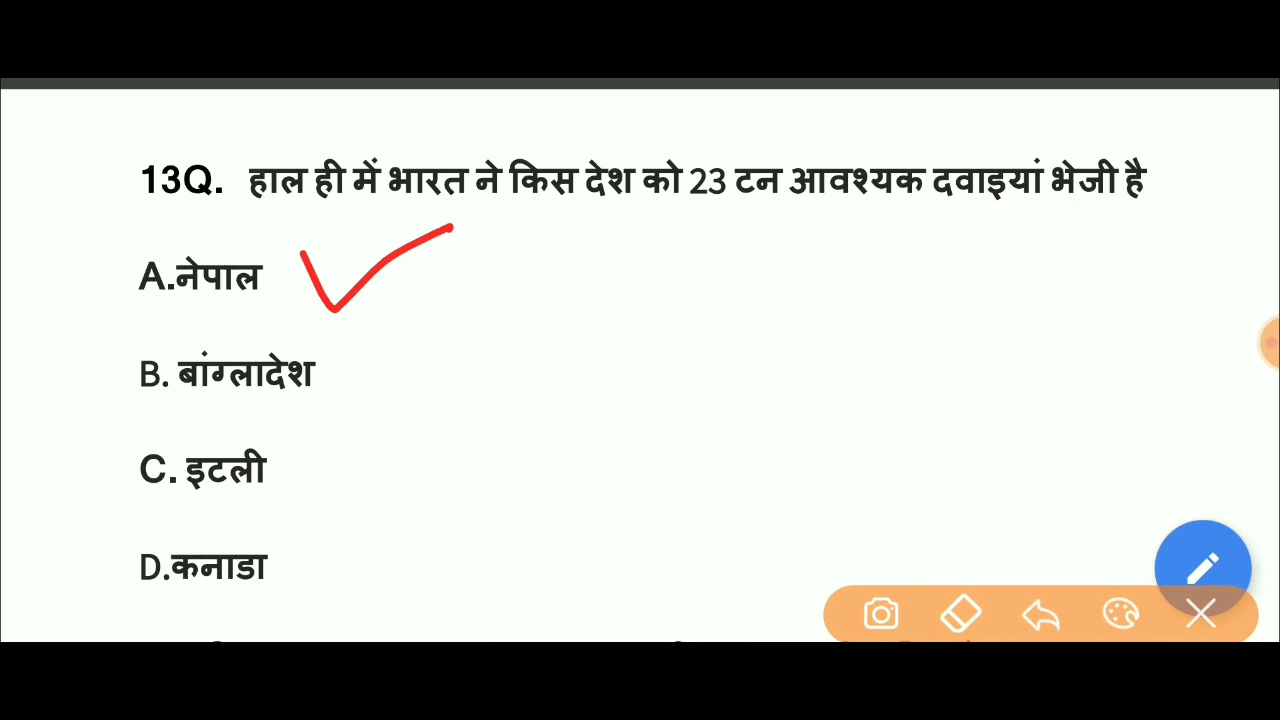 13Q. हाल ही में भारत ने किस देश को 23 टन आवश्यक दवाइयां भेजी है
A.नेपाल
B. बांग्लादेश
C. इटली
D.कनाडा